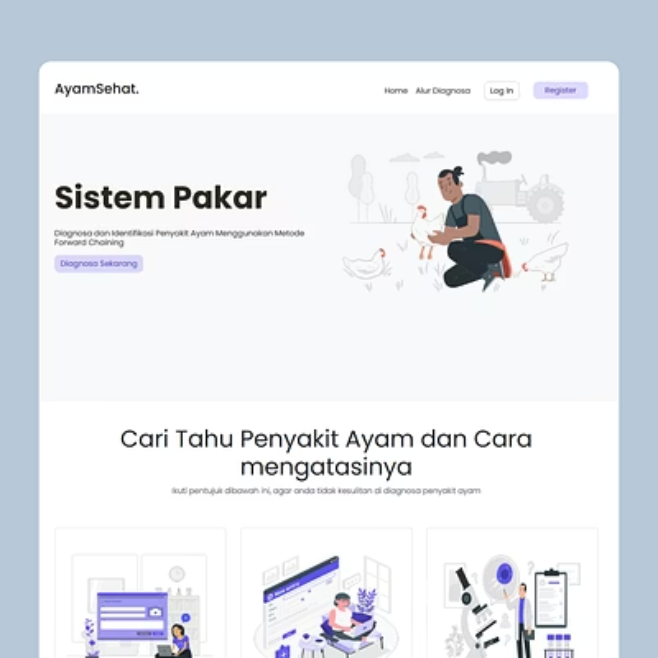 AyamSehat.
Home Alur Diagnosa Log In Register
Sistem Pakar
Diagnosa dan Identifikasi Penyakit Ayam Menggunakan Metode
Forward Chaining
Diagnosa Sekarang
Cari Tahu Penyakit Ayam dan Cara
mengatasinya
Ikuti pentujuk dibawah ini, agar anda tidak kesulitan di diagnosa penyakit ayam